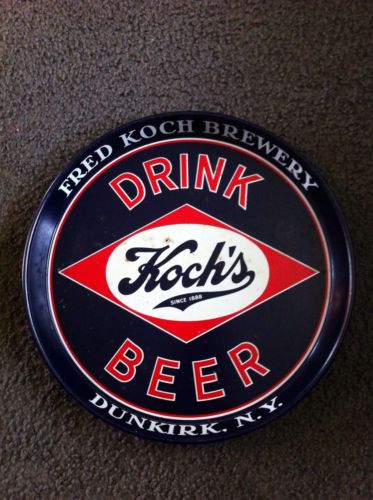 FRED KOCH BREWERY
DRINK
Koch's
SINCE 1888
BEER
DUNKIRK, N.Y.